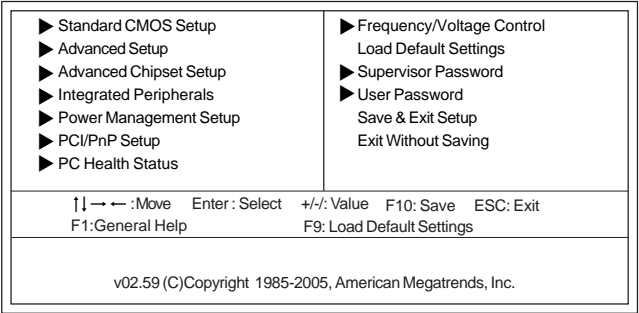 ▶ Standard CMOS Setup
▶ Advanced Setup
▶ Advanced Chipset Setup
▶ Integrated Peripherals
▶ Power Management Setup
▶ PCI/PnP Setup
▶ PC Health Status
▶ Frequency/Voltage Control
Load Default Settings
▶ Supervisor Password
▶ User Password
Save & Exit Setup
Exit Without Saving
↑↓→← :Move Enter : Select +/-/: Value F10: Save ESC: Exit
F1:General Help F9: Load Default Settings
v02.59 (C)Copyright 1985-2005, American Megatrends, Inc.